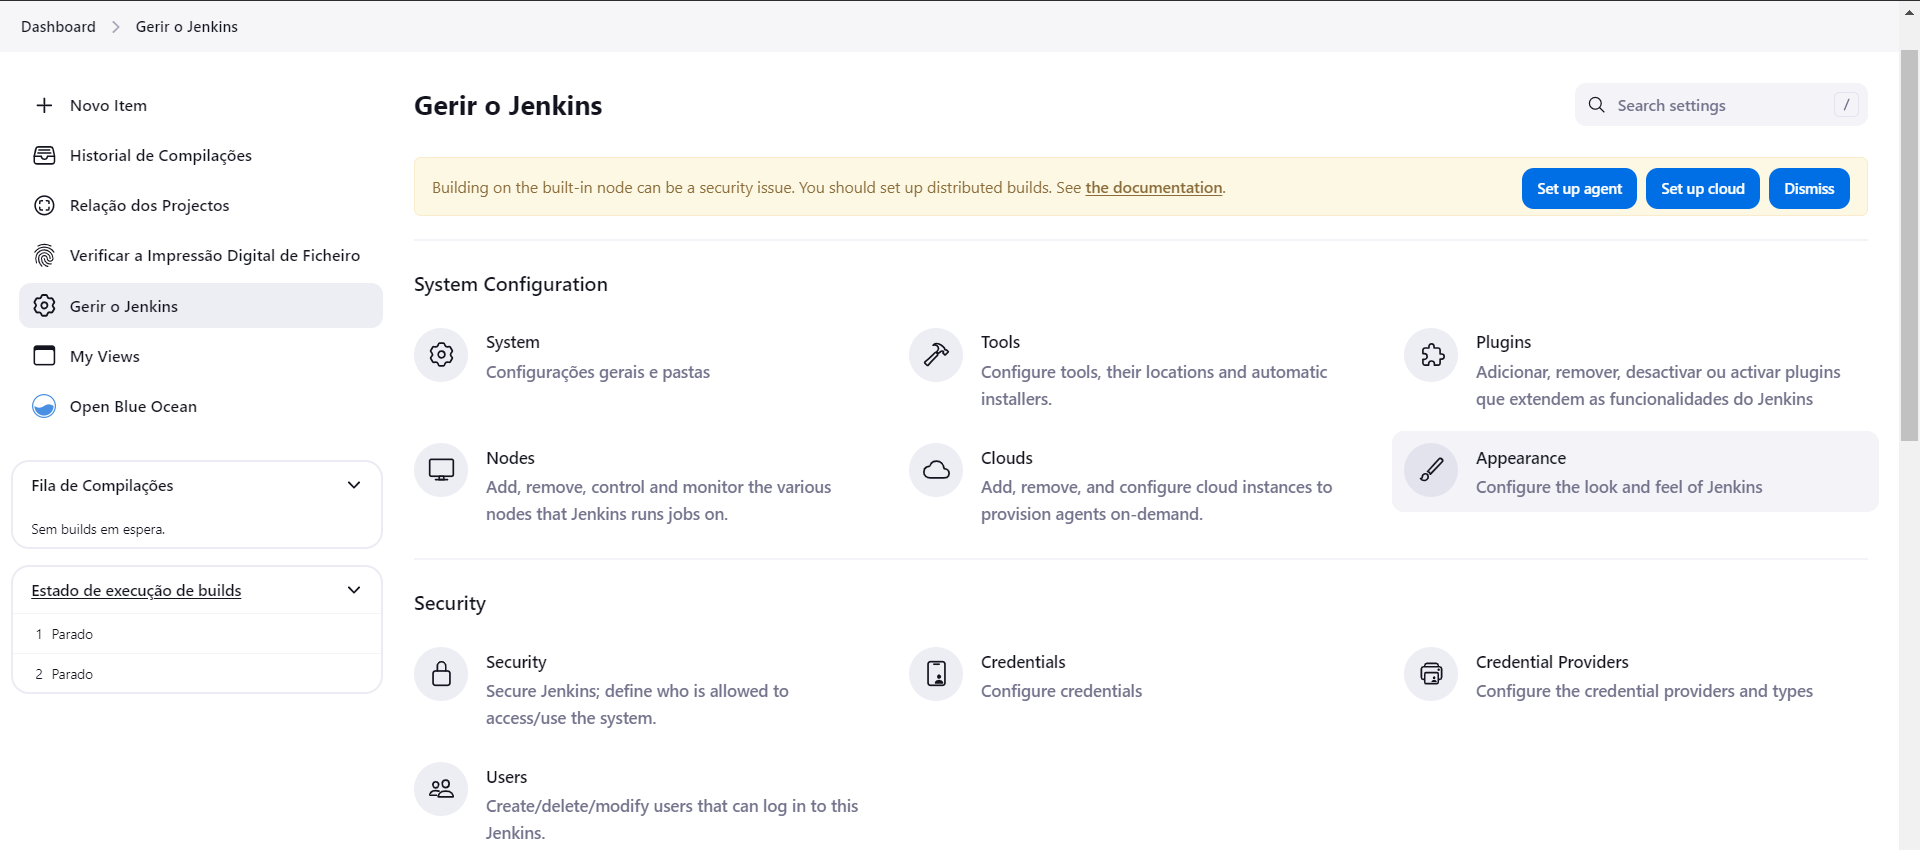 Dashboard
Gerir o Jenkins
Novo Item
Historial de Compilações
Relação dos Projectos
Verificar a Impressão Digital de Ficheiro
Gerir o Jenkins
My Views
Open Blue Ocean
Fila de Compilações
Sem builds em espera.
Estado de execução de builds
1 Parado
2 Parado
Gerir o Jenkins
Search settings
/
Building on the built-in node can be a security issue. You should set up distributed builds. See the documentation.
Set up agent
Set up cloud
Dismiss
System Configuration
System
Configurações gerais e pastas
Tools
Configure tools, their locations and automatic
installers.
Plugins
Adicionar, remover, desactivar ou activar plugins
que extendem as funcionalidades do Jenkins
Nodes
Add, remove, control and monitor the various
nodes that Jenkins runs jobs on.
Clouds
Add, remove, and configure cloud instances to
provision agents on-demand.
Appearance
Configure the look and feel of Jenkins
Security
Security
Secure Jenkins; define who is allowed to
access/use the system.
Credentials
Configure credentials
Credential Providers
Configure the credential providers and types
Users
Create/delete/modify users that can log in to this
Jenkins.